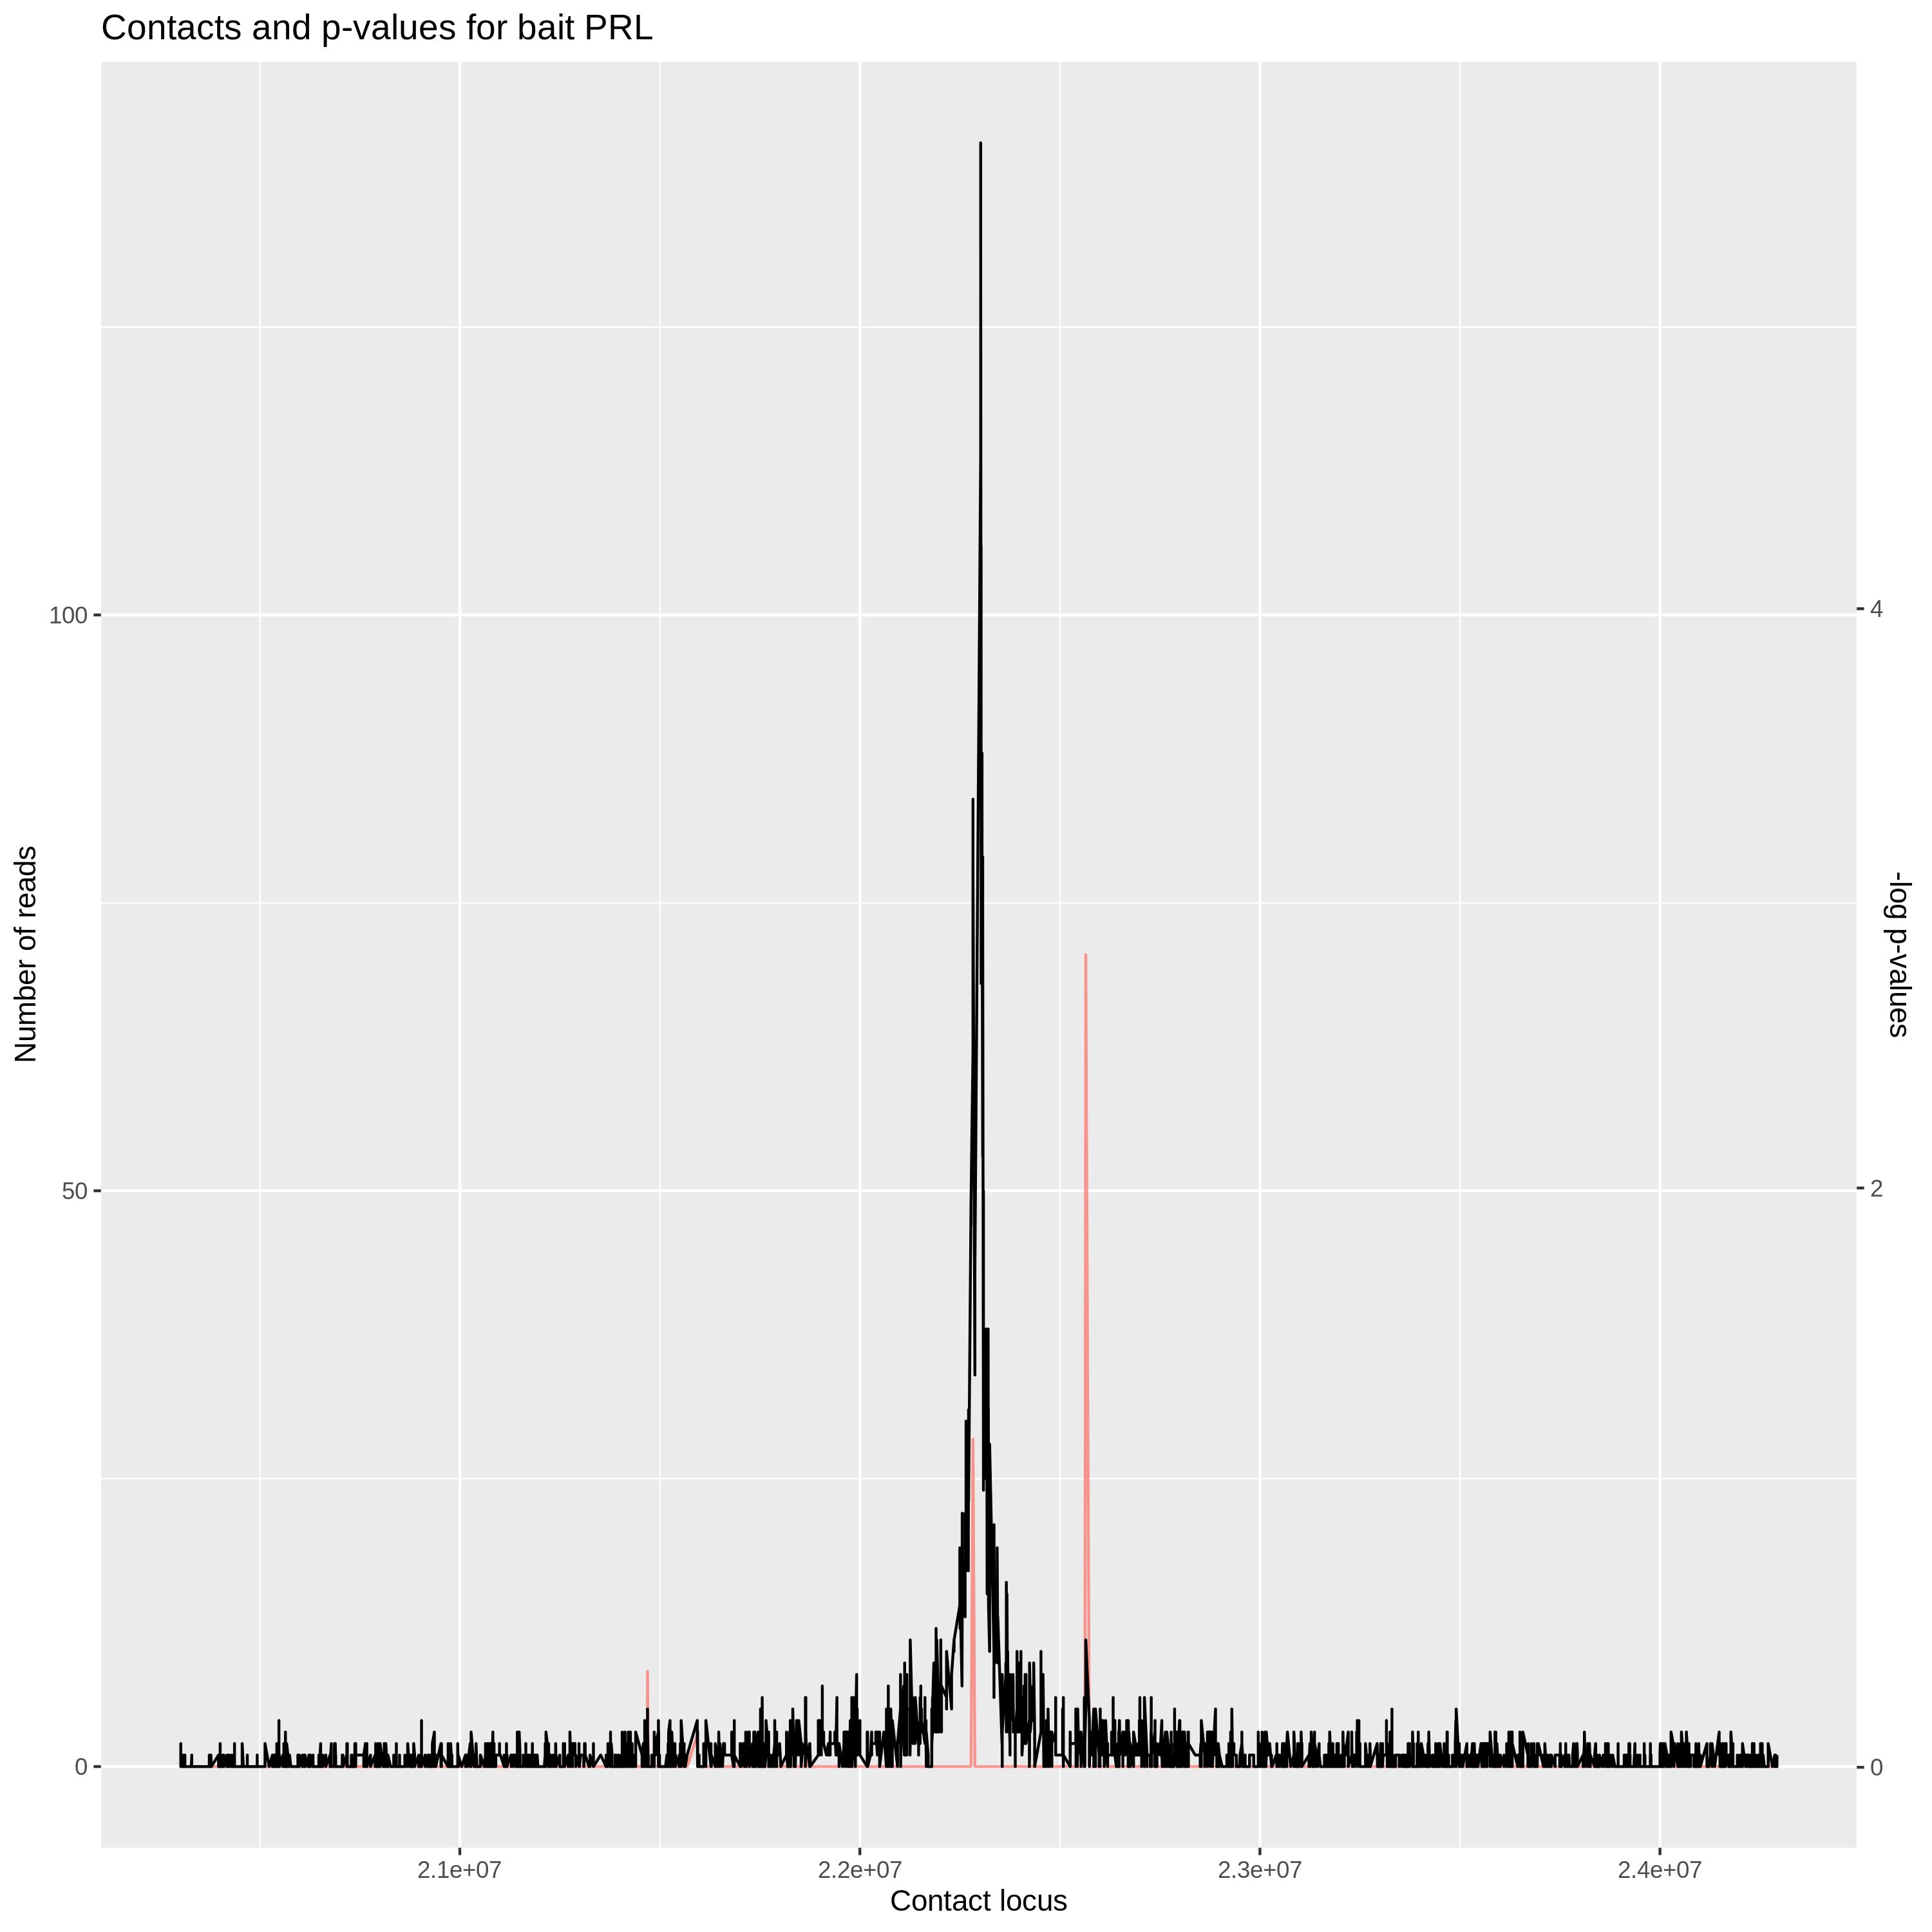 Contacts and p-values for bait PRL
Number of reads
100
50
0
4
2
0
-log p-values
2.1e+07
2.2e+07
2.3e+07
2.4e+07
Contact locus